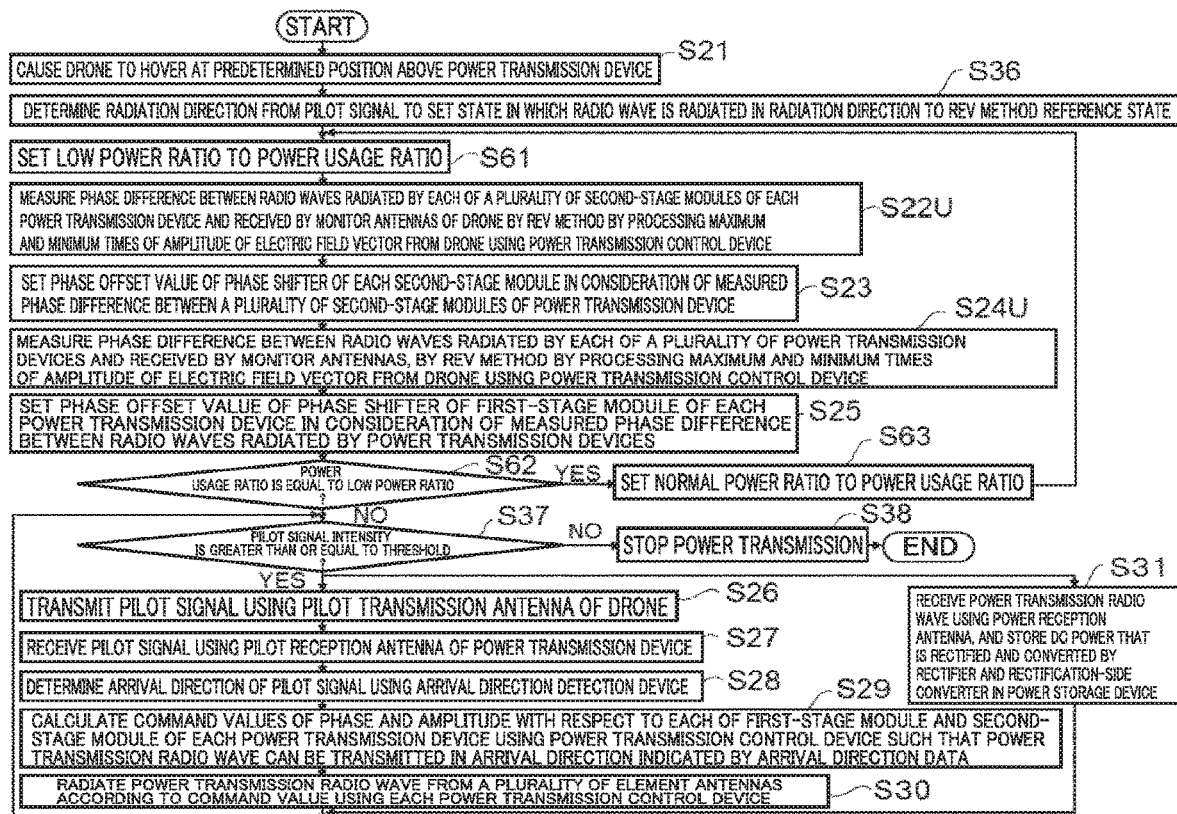 START
S21
CAUSE DRONE TO HOVER AT PREDETERMINED POSITION ABOVE POWER TRANSMISSION DEVICE
S36
DETERMINE RADIATION DIRECTION FROM PILOT SIGNAL TO SET STATE IN WHICH RADIO WAVE IS RADIATED IN RADIATION DIRECTION TO REV METHOD REFERENCE STATE
SET LOW POWER RATIO TO POWER USAGE RATIO
S61
MEASURE PHASE DIFFERENCE BETWEEN RADIO WAVES RADIATED BY EACH OF A PLURALITY OF SECOND-STAGE MODULES OF EACH
POWER TRANSMISSION DEVICE AND RECEIVED BY MONITOR ANTENNAS OF DRONE BY REV METHOD BY PROCESSING MAXIMUM
AND MINIMUM TIMES OF AMPLITUDE OF ELECTRIC FIELD VECTOR FROM DRONE USING POWER TRANSMISSION CONTROL DEVICE
S22U
SET PHASE OFFSET VALUE OF PHASE SHIFTER OF EACH SECOND-STAGE MODULE IN CONSIDERATION OF MEASURED
PHASE DIFFERENCE BETWEEN A PLURALITY OF SECOND-STAGE MODULES OF POWER TRANSMISSION DEVICE
S23
S24U
MEASURE PHASE DIFFERENCE BETWEEN RADIO WAVES RADIATED BY EACH OF A PLURALITY OF POWER TRANSMISSION
DEVICES AND RECEIVED BY MONITOR ANTENNAS, BY REV METHOD BY PROCESSING MAXIMUM AND MINIMUM TIMES
OF AMPLITUDE OF ELECTRIC FIELD VECTOR FROM DRONE USING POWER TRANSMISSION CONTROL DEVICE
SET PHASE OFFSET VALUE OF PHASE SHIFTER OF FIRST-STAGE MODULE OF EACH
POWER TRANSMISSION DEVICE IN CONSIDERATION OF MEASURED PHASE DIFFERENCE
BETWEEN RADIO WAVES RADIATED BY POWER TRANSMISSION DEVICES
S25
S62
POWER
USAGE RATIO IS EQUAL TO LOW POWER RATIO
YES
S63
SET NORMAL POWER RATIO TO POWER USAGE RATIO
NO
S37
PILOT SIGNAL INTENSITY
IS GREATER THAN OR EQUAL TO THRESHOLD
NO
S38
STOP POWER TRANSMISSION
END
YES
S31
RECEIVE POWER TRANSMISSION RADIO
WAVE USING POWER RECEPTION
ANTENNA, AND STORE DC POWER THAT
IS RECTIFIED AND CONVERTED BY
RECTIFIER AND RECTIFICATION-SIDE
CONVERTER IN POWER STORAGE DEVICE
TRANSMIT PILOT SIGNAL USING PILOT TRANSMISSION ANTENNA OF DRONE
S26
RECEIVE PILOT SIGNAL USING PILOT RECEPTION ANTENNA OF POWER TRANSMISSION DEVICE
S27
DETERMINE ARRIVAL DIRECTION OF PILOT SIGNAL USING ARRIVAL DIRECTION DETECTION DEVICE
S28
S29
CALCULATE COMMAND VALUES OF PHASE AND AMPLITUDE WITH RESPECT TO EACH OF FIRST-STAGE MODULE AND SECOND-
STAGE MODULE OF EACH POWER TRANSMISSION DEVICE USING POWER TRANSMISSION CONTROL DEVICE SUCH THAT POWER
TRANSMISSION RADIO WAVE CAN BE TRANSMITTED IN ARRIVAL DIRECTION INDICATED BY ARRIVAL DIRECTION DATA
RADIATE POWER TRANSMISSION RADIO WAVE FROM A PLURALITY OF ELEMENT ANTENNAS
ACCORDING TO COMMAND VALUE USING EACH POWER TRANSMISSION CONTROL DEVICE
S30